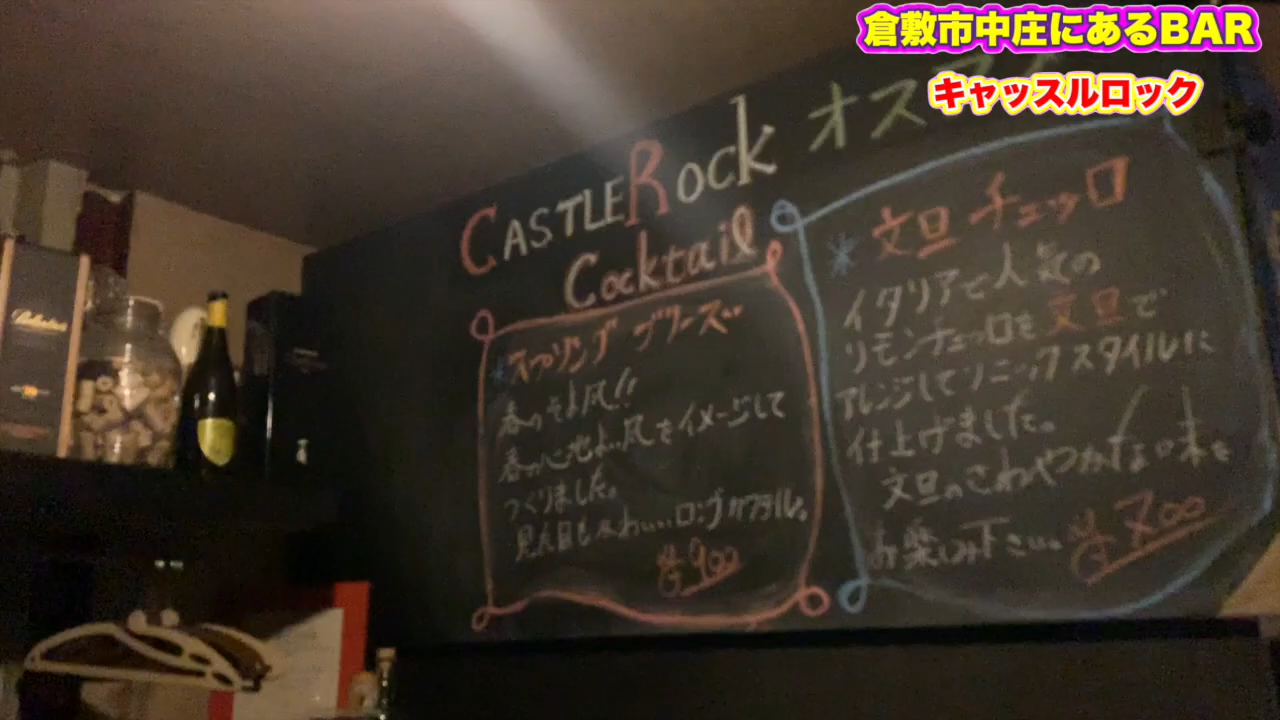 倉敷市中庄にあるBAR
キャッスルロック
CASTLE ROCK オススメ
Cocktail
*スプリング ブリーズ
春のそよ風!!
春の心地よい風をイメージして
つくりました。
見た目もかわいいロングカクテル。
900
*文旦チェッロ
イタリアで人気の
リモンチェッロを文旦で
アレンジしてソニックスタイルに
仕上げました。
文旦のさわやかな味を
お楽しみ下さい。
700